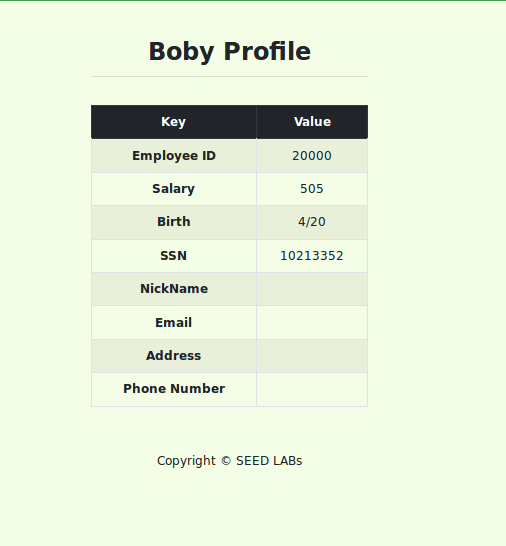 Boby Profile
Key Value
Employee ID 20000
Salary 505
Birth 4/20
SSN 10213352
NickName
Email
Address
Phone Number
Copyright © SEED LABs